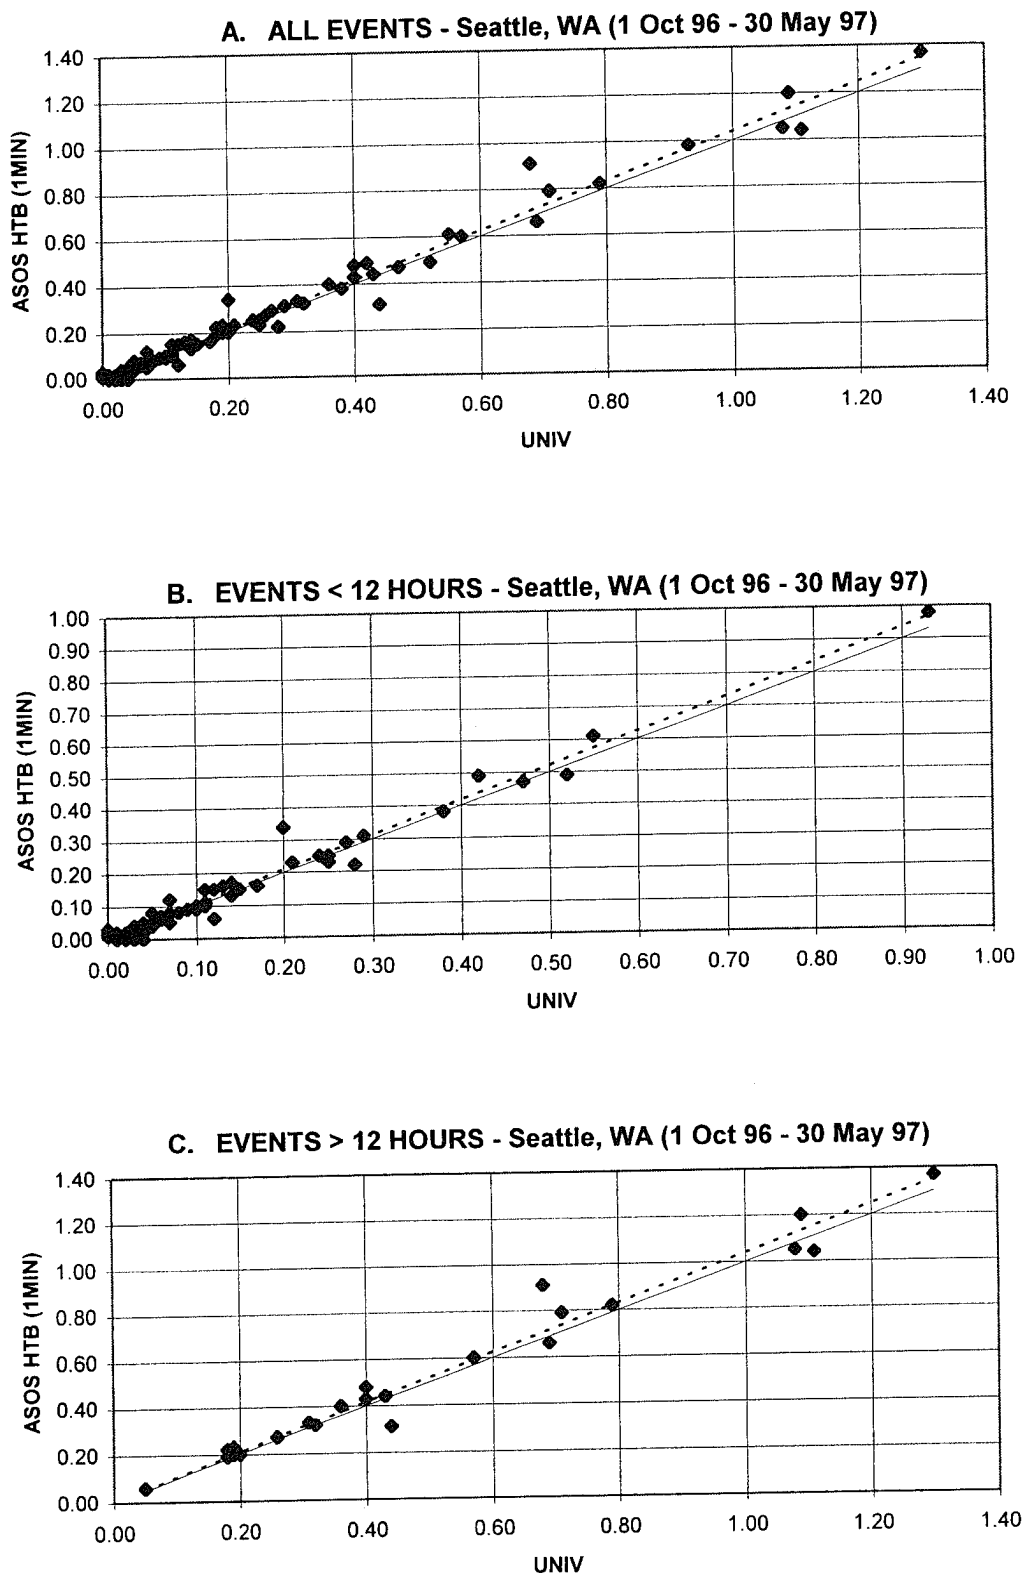 A. ALL EVENTS - Seattle, WA (1 Oct 96 - 30 May 97)
1.40
1.20
1.00
0.80
0.60
0.40
0.20
0.00
ASOS HTB (1MIN)
0.00 0.20 0.40 0.60 0.80 1.00 1.20 1.40
UNIV
B. EVENTS < 12 HOURS - Seattle, WA (1 Oct 96 - 30 May 97)
1.00
0.90
0.80
0.70
0.60
0.50
0.40
0.30
0.20
0.10
0.00
ASOS HTB (1MIN)
0.00 0.10 0.20 0.30 0.40 0.50 0.60 0.70 0.80 0.90 1.00
UNIV
C. EVENTS > 12 HOURS - Seattle, WA (1 Oct 96 - 30 May 97)
1.40
1.20
1.00
0.80
0.60
0.40
0.20
0.00
ASOS HTB (1MIN)
0.00 0.20 0.40 0.60 0.80 1.00 1.20 1.40
UNIV